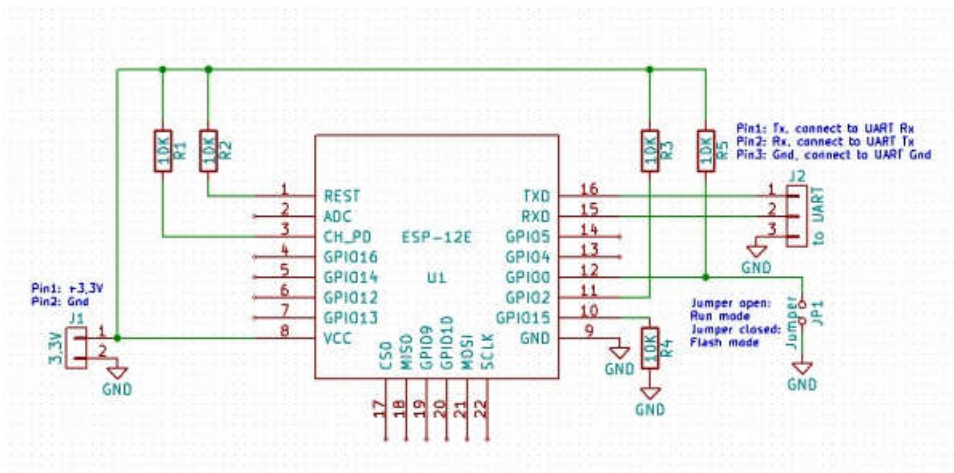 10K
R1
10K
R2
10K
R3
10K
R5
Pin1: Tx, connect to UART Rx
Pin2: Rx, connect to UART Tx
Pin3: Gnd, connect to UART Gnd
J2
1
2
3
to UART
GND
1 REST
2 ADC
3 CH_PD
4 GPIO16
5 GPIO14
6 GPIO12
7 GPIO13
8 VCC
ESP-12E
U1
TXD 16
RXD 15
GPIO5 14
GPIO4 13
GPIO0 12
GPIO2 11
GPIO15 10
GND 9
Pin1: +3,3V
Pin2: Gnd
J1
3.3V
1
2
GND
Jumper open:
Run mode
Jumper closed:
Flash mode
Jumper
JP1
GND
GND
10K
R4
GND
CS0
MISO
GPIO9
GPIO10
MOSI
SCLK
17
18
19
20
21
22